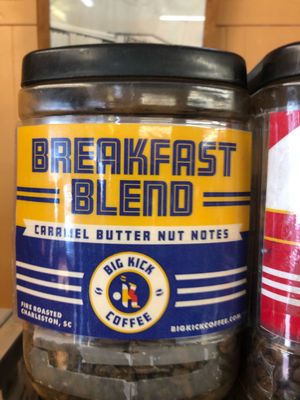 BREAKFAST
BLEND
CARAMEL BUTTER NUT NOTES
BIG KICK
COFFEE
FIRE ROASTED
CHARLESTON, SC
BIGKICKCOFFEE.COM